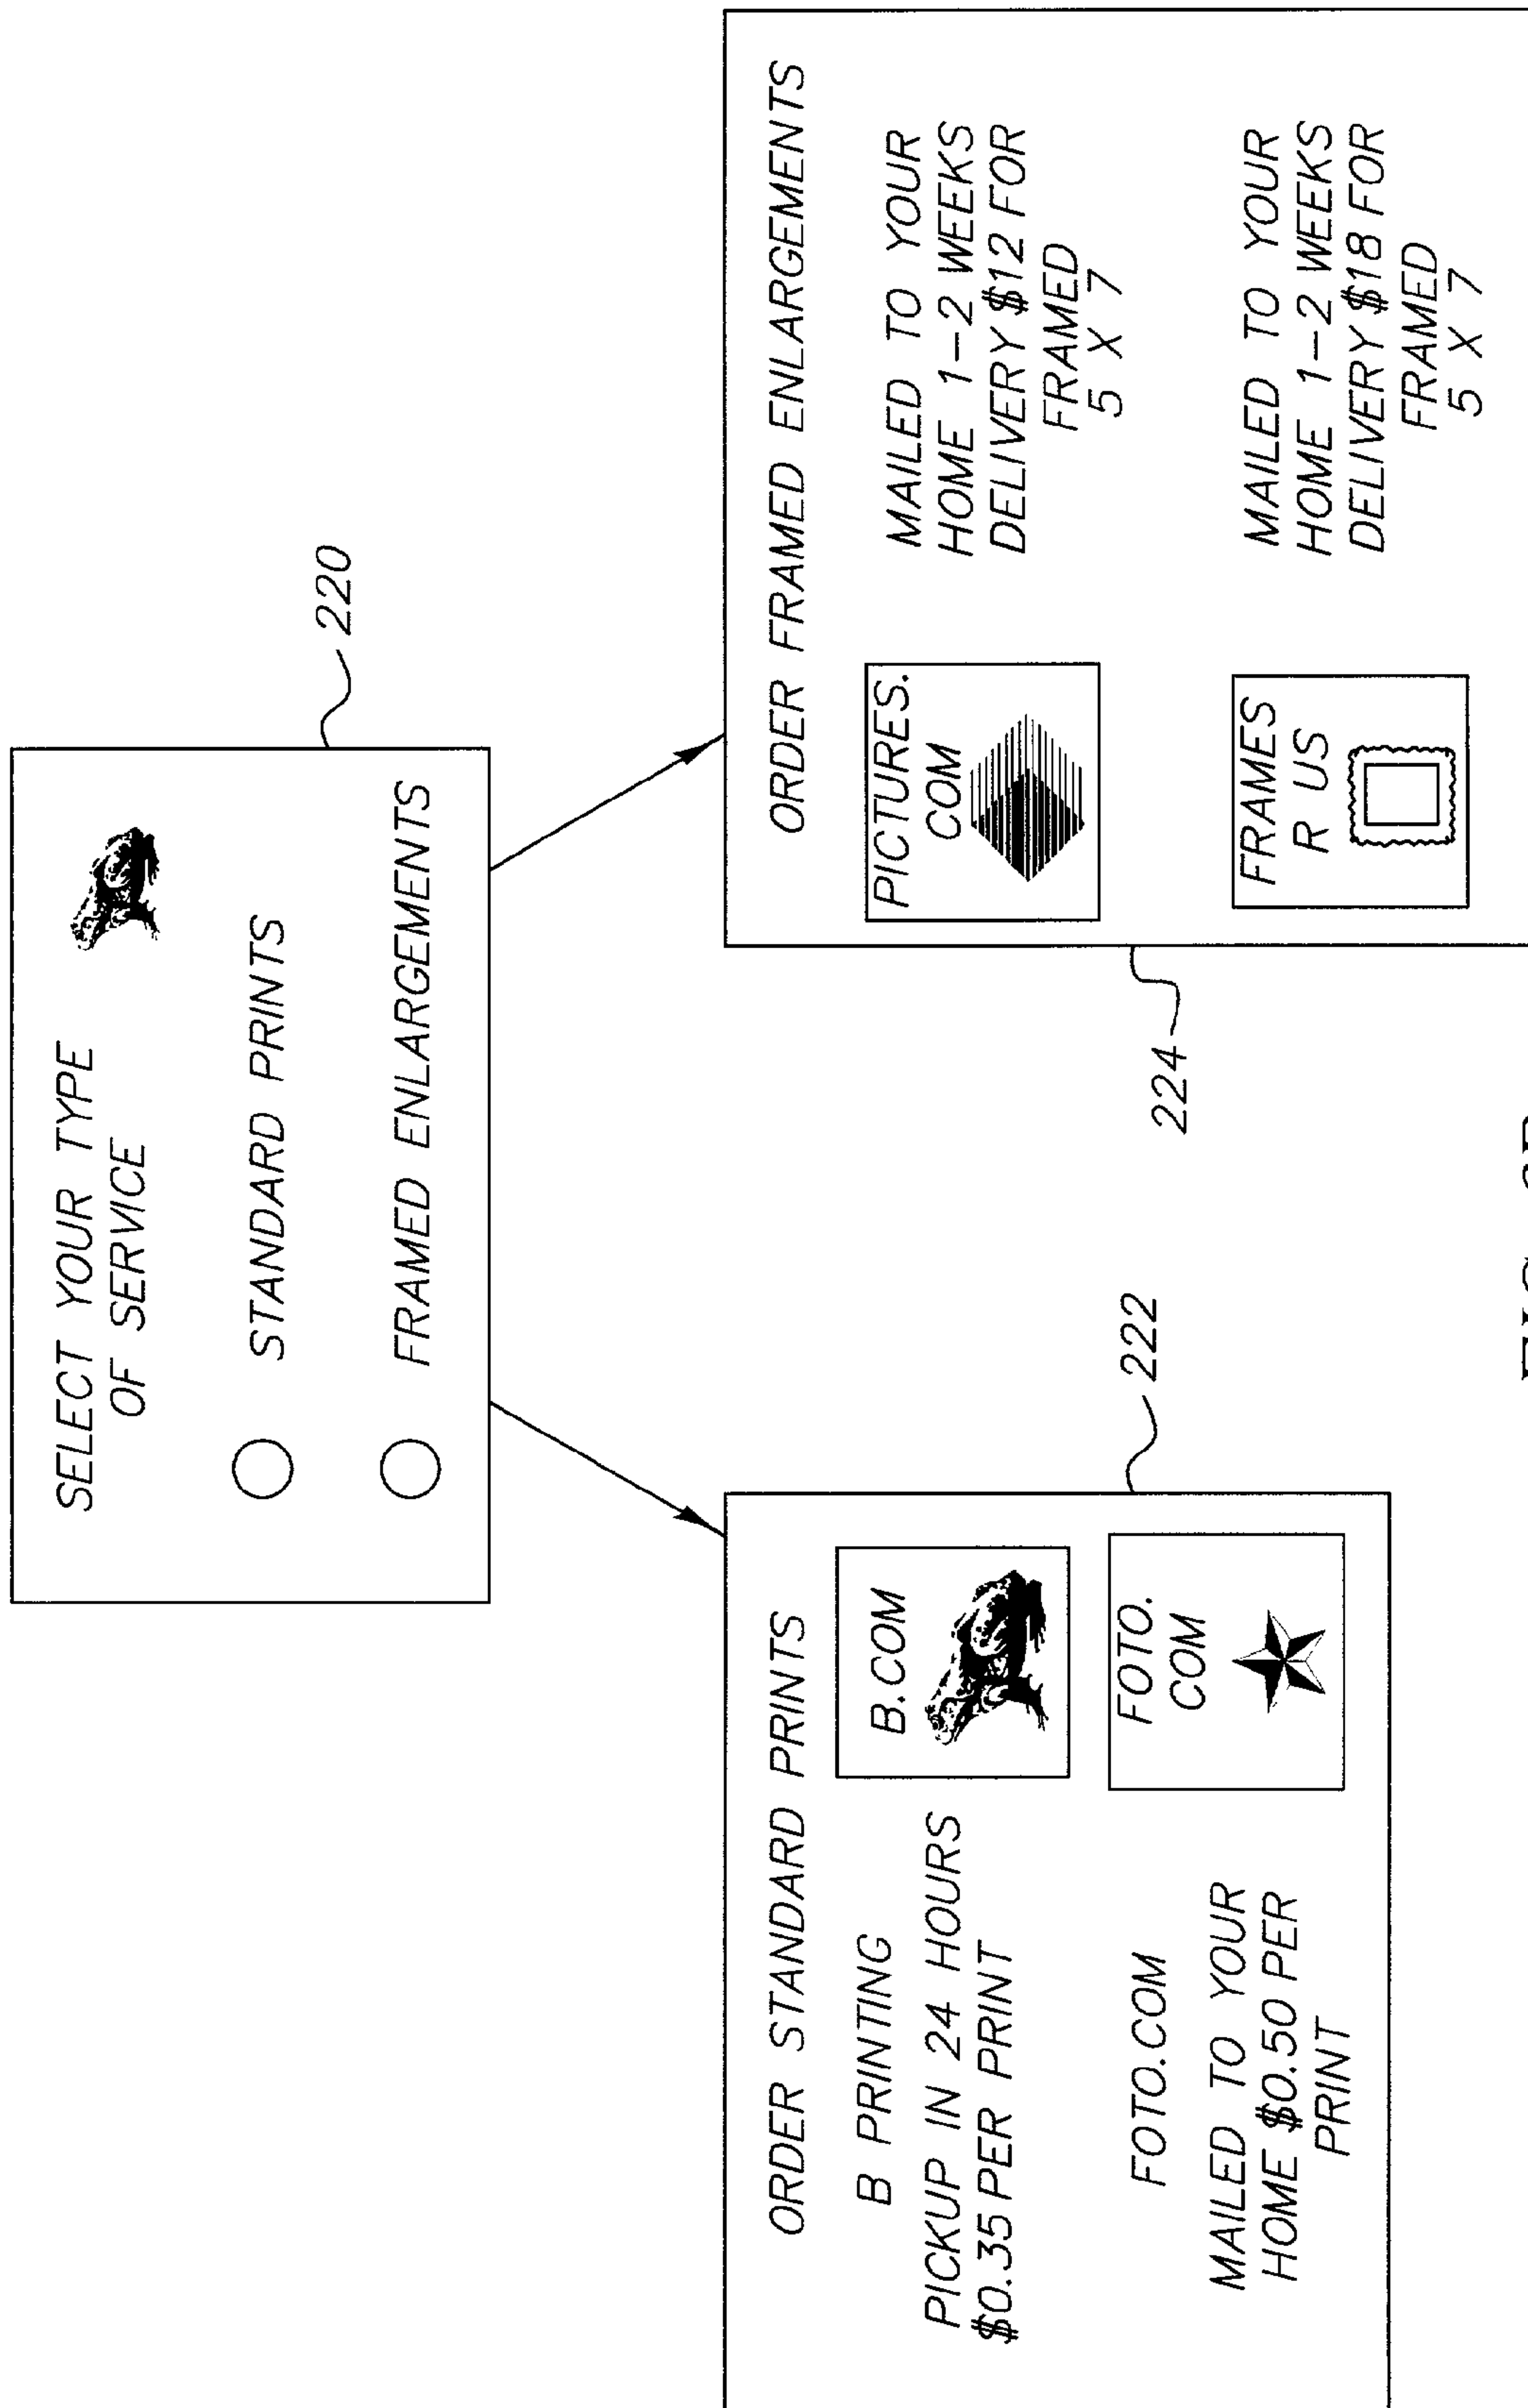 SELECT YOUR TYPE
OF SERVICE
STANDARD PRINTS
FRAMED ENLARGEMENTS
220
ORDER STANDARD PRINTS
B PRINTING
PICKUP IN 24 HOURS
$0.35 PER PRINT
B.COM
FOTO.COM
MAILED TO YOUR
HOME $0.50 PER
PRINT
FOTO.
COM
222
ORDER FRAMED ENLARGEMENTS
PICTURES.
COM
MAILED TO YOUR
HOME 1-2 WEEKS
DELIVERY $12 FOR
FRAMED
5 X 7
FRAMES
R US
MAILED TO YOUR
HOME 1-2 WEEKS
DELIVERY $18 FOR
FRAMED
5 X 7
224